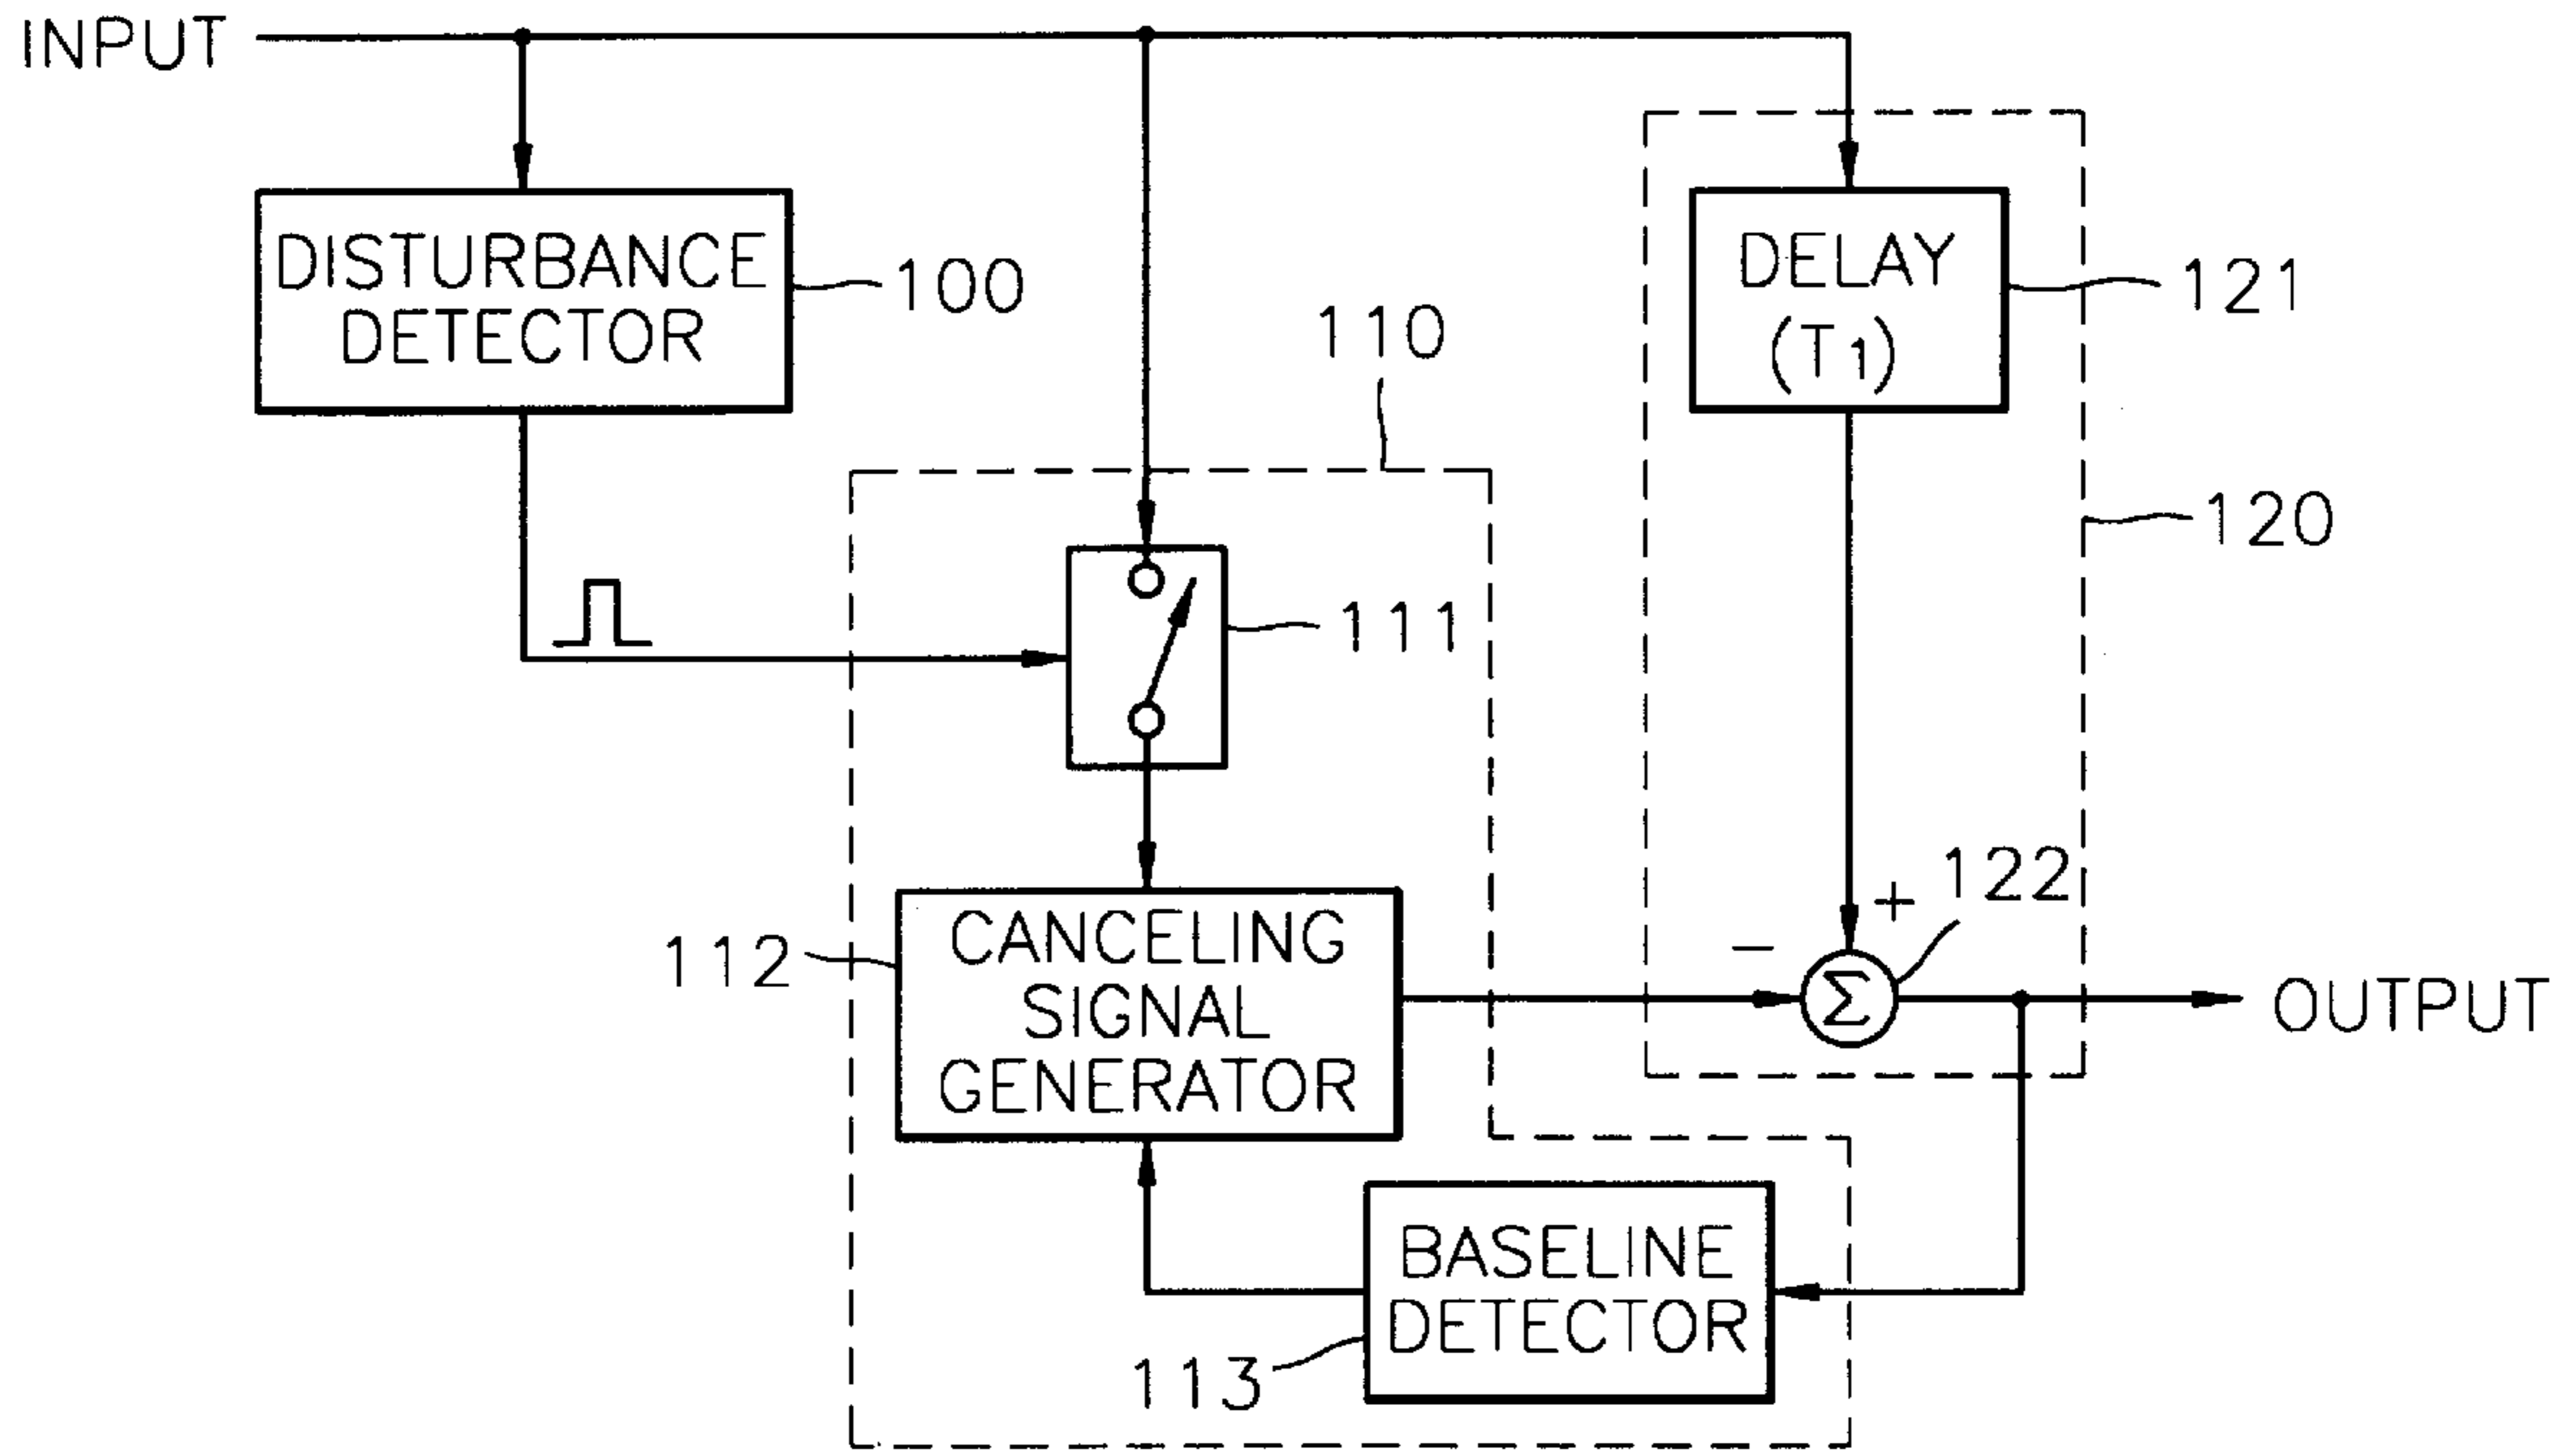 INPUT
DISTURBANCE
DETECTOR
100
DELAY
(T1)
121
110
120
111
122
+
−
112
CANCELING
SIGNAL
GENERATOR
Σ
OUTPUT
BASELINE
DETECTOR
113